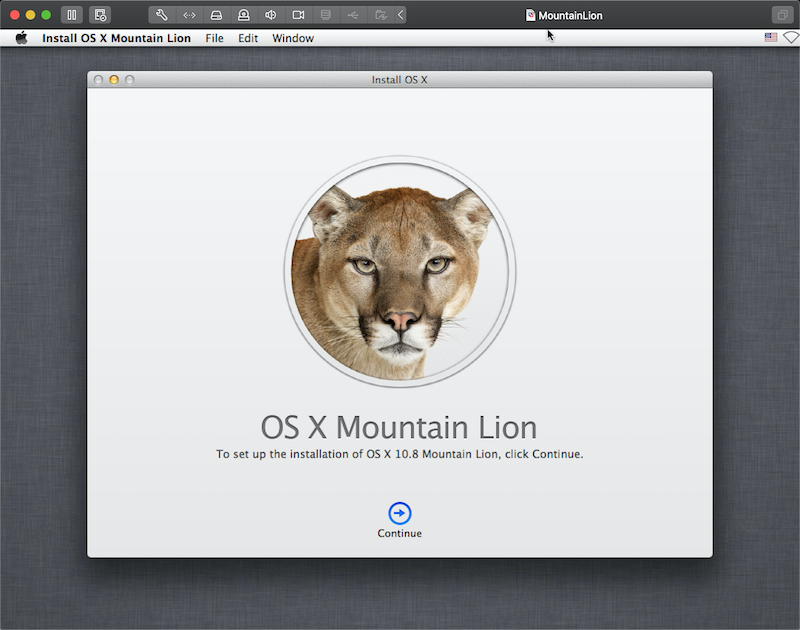 MountainLion
Install OS X Mountain Lion File Edit Window
Install OS X
OS X Mountain Lion
To set up the installation of OS X 10.8 Mountain Lion, click Continue.
Continue